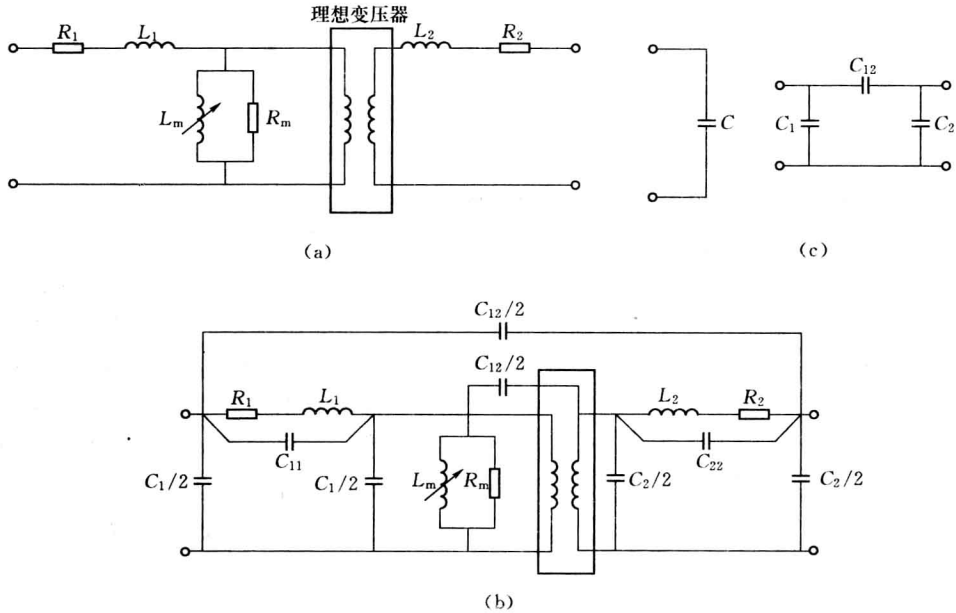 理想变压器
R₁ L₁ L₂ R₂
Lₘ Rₘ
C
C₁₂
C₁ C₂
(a)
(c)
C₁₂/2
C₁₂/2
R₁ L₁ L₂ R₂
C₁₁ C₂₂
C₁/2 C₁/2 Lₘ Rₘ C₂/2 C₂/2
(b)